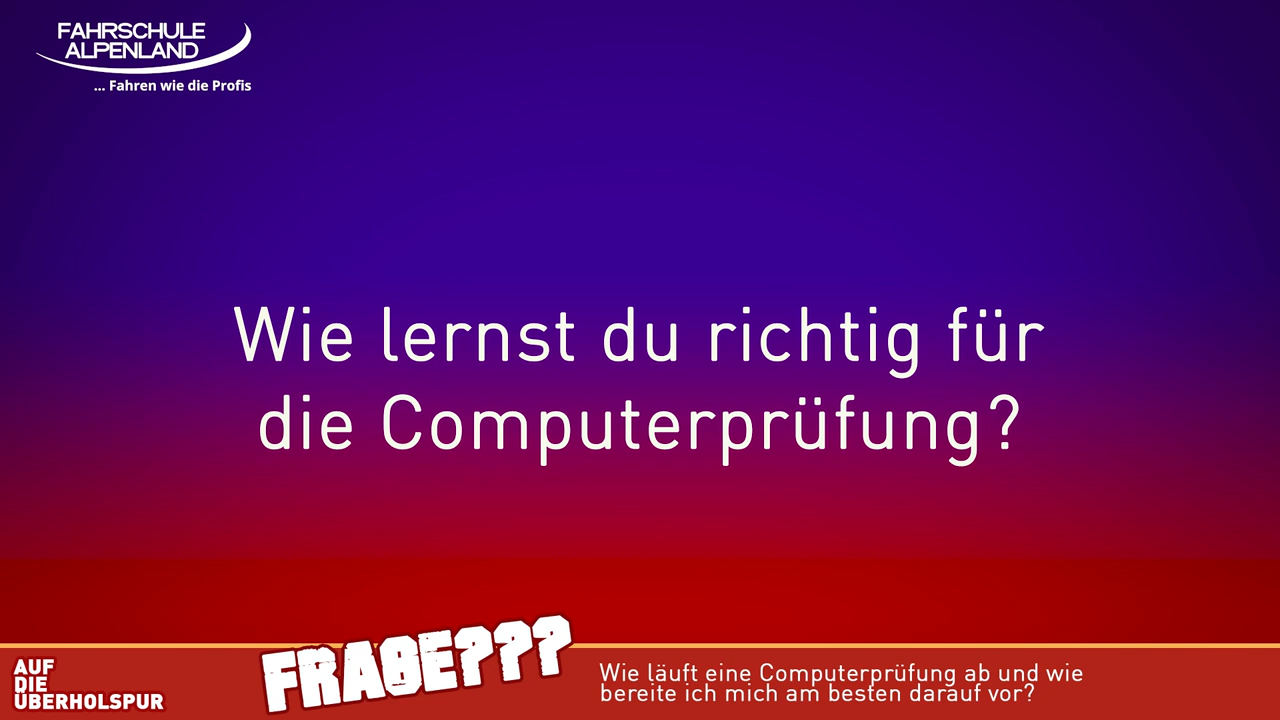 FAHRSCHULE
ALPENLAND
... Fahren wie die Profis
Wie lernst du richtig für
die Computerprüfung?
AUF
DIE
ÜBERHOLSPUR
FRAGE???
Wie läuft eine Computerprüfung ab und wie
bereite ich mich am besten darauf vor?